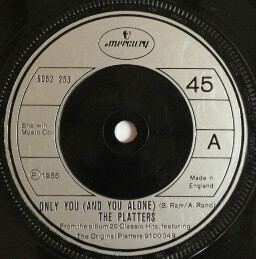 mercury
6052 253
45
Sherwin
Music Co.
A
℗ 1955
Made in
England
ONLY YOU (AND YOU ALONE) (B. Ram/A. Rand)
THE PLATTERS
From the album 20 Classic Hits, featuring
The Original Platters 9100 049